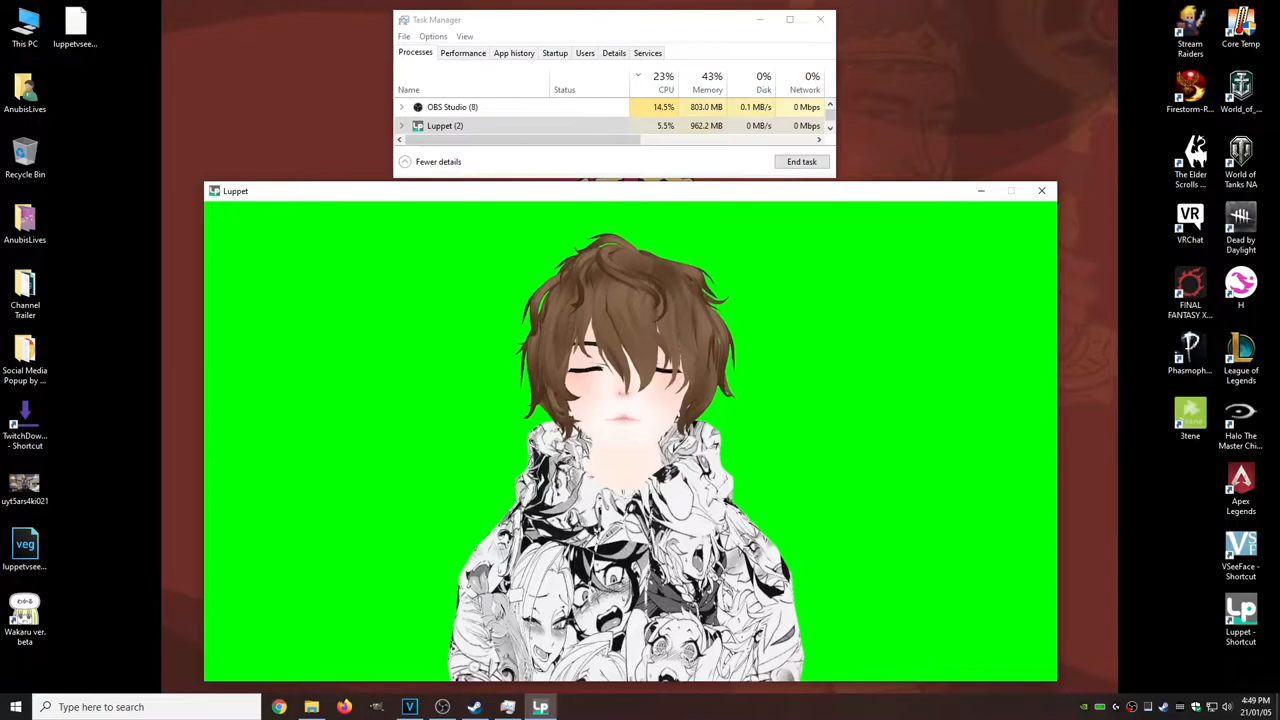 Task Manager
File Options View
Processes Performance App history Startup Users Details Services
23% 43% 0% 0%
Name Status CPU Memory Disk Network
OBS Studio (8) 14.5% 803.0 MB 0.1 MB/s 0 Mbps
Luppet (2) 5.5% 962.2 MB 0 MB/s 0 Mbps
Fewer details End task
Luppet
This PC
luppetvsee...
AnubisLives
Recycle Bin
AnubisLives
Channel
Trailer
Social Media
Popup by ...
TwitchDow...
- Shortcut
uyt5ars4ki021
veg
luppetvsee...
わかる
Wakaru ver.
beta
Stream
Raiders
Core Temp
Firestorm-R...
World_of_...
The Elder
Scrolls ...
World of
Tanks NA
VR
VRChat
Dead by
Daylight
FINAL
FANTASY X...
H
Phasmoph...
League of
Legends
3tene
Halo The
Master Chi...
Apex
Legends
VSeeFace -
Shortcut
Lp
Luppet -
Shortcut
Type here to search
4:49 PM
21/01/05